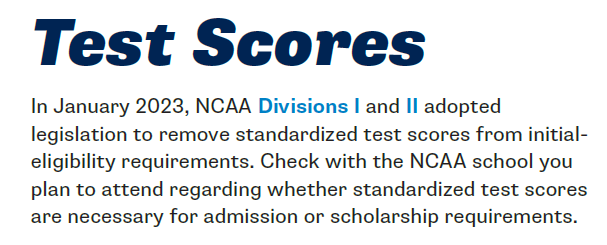 Test Scores
In January 2023, NCAA Divisions I and II adopted
legislation to remove standardized test scores from initial-
eligibility requirements. Check with the NCAA school you
plan to attend regarding whether standardized test scores
are necessary for admission or scholarship requirements.